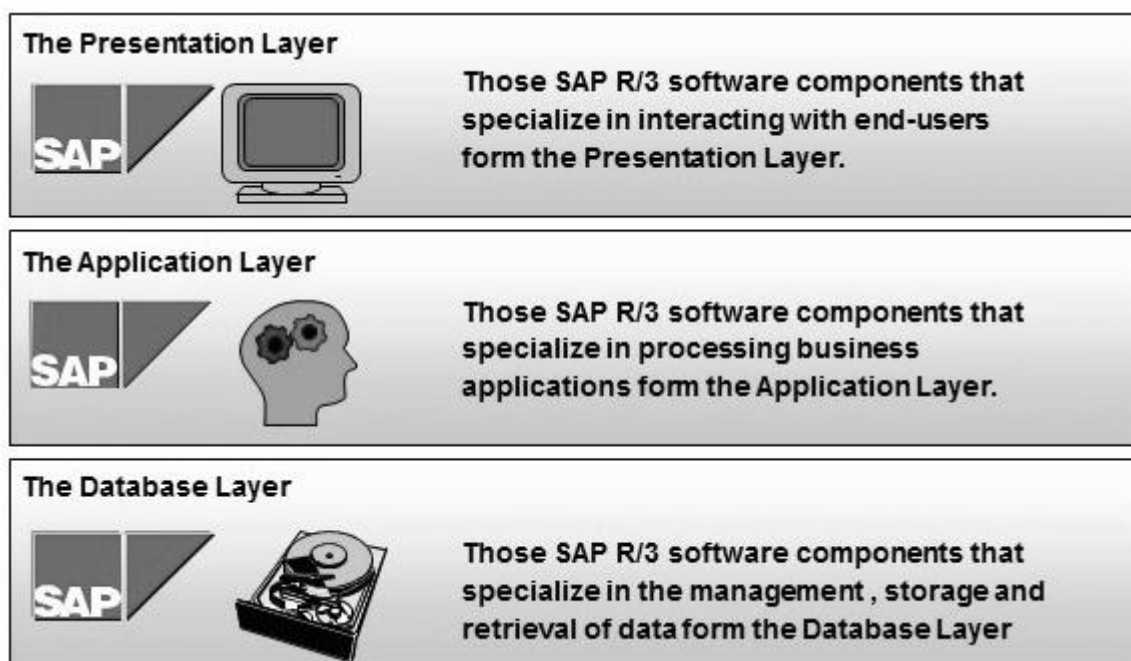 The Presentation Layer
SAP
Those SAP R/3 software components that
specialize in interacting with end-users
form the Presentation Layer.
The Application Layer
SAP
Those SAP R/3 software components that
specialize in processing business
applications form the Application Layer.
The Database Layer
SAP
Those SAP R/3 software components that
specialize in the management , storage and
retrieval of data form the Database Layer